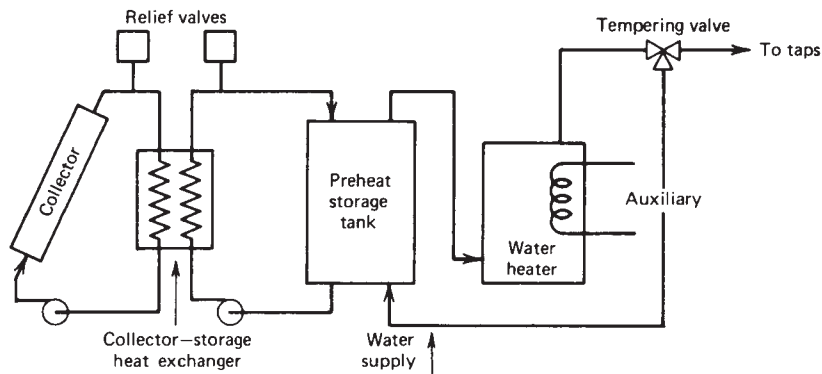 Relief valves
Tempering valve
To taps
Collector
Preheat
storage
tank
Auxiliary
Water
heater
Collector—storage
heat exchanger
Water
supply